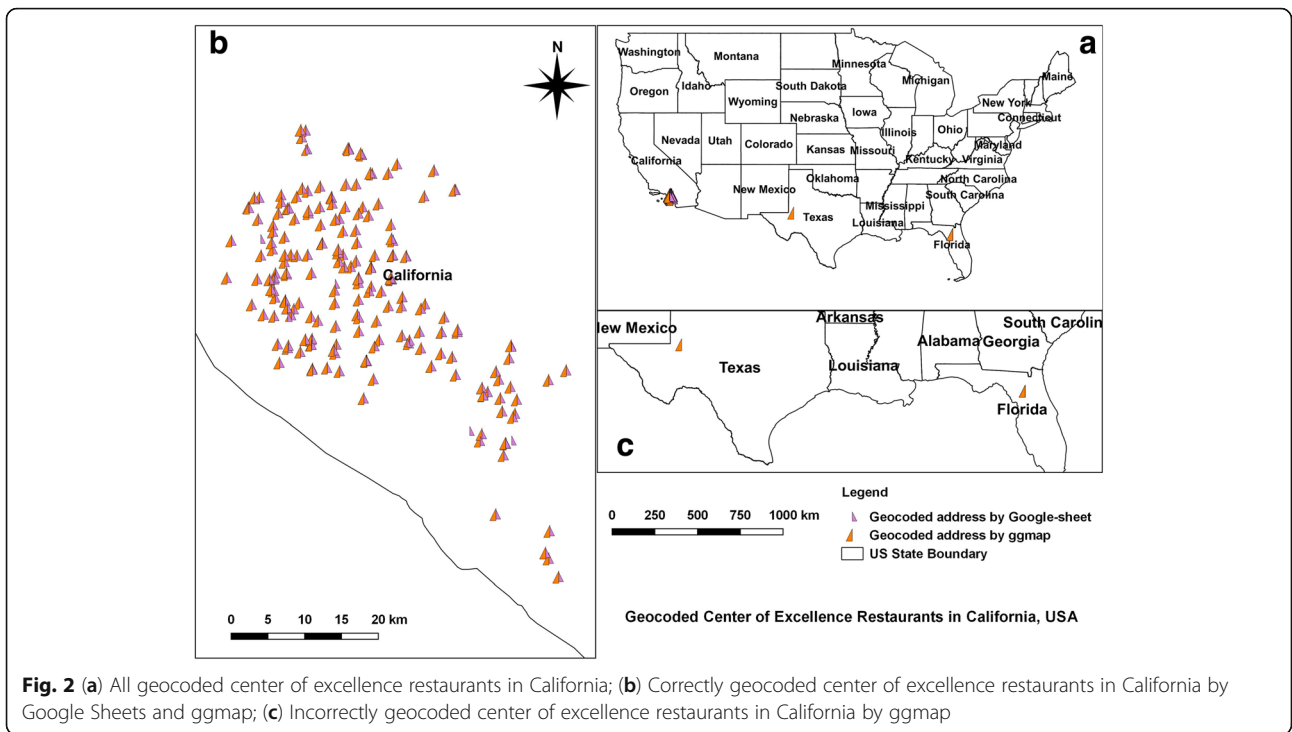 b
N
California
0 5 10 15 20 km
a
Washington
Montana
Minnesota
Maine
Oregon
Idaho
South Dakota
Michigan
Wyoming
New York
Iowa
Connecticut
Nebraska
Nevada
Utah
Colorado
Illinois
Ohio
Maryland
California
Kansas
Missouri
Kentucky
Virginia
New Mexico
Oklahoma
North Carolina
South Carolina
Mississippi
Texas
Louisiana
Florida
New Mexico
Arkansas
South Carolin
Alabama
Georgia
Texas
Louisiana
Florida
c
Legend
0 250 500 750 1000 km
Geocoded address by Google-sheet
Geocoded address by ggmap
US State Boundary
Geocoded Center of Excellence Restaurants in California, USA
Fig. 2 (a) All geocoded center of excellence restaurants in California; (b) Correctly geocoded center of excellence restaurants in California by
Google Sheets and ggmap; (c) Incorrectly geocoded center of excellence restaurants in California by ggmap